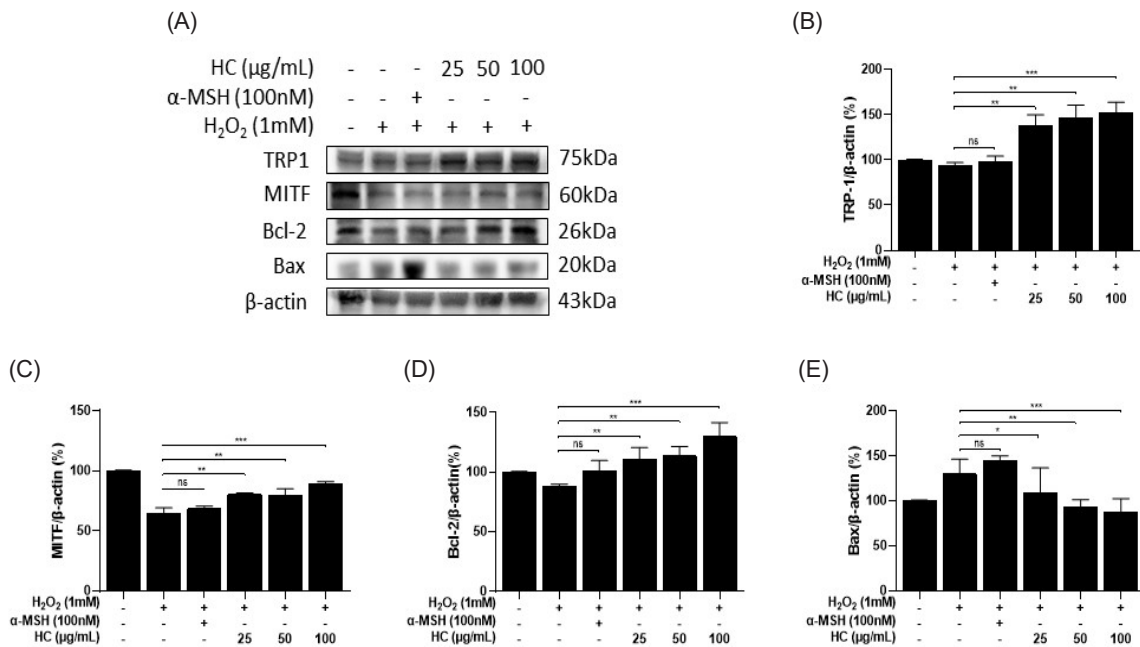 (A)
HC (µg/mL) - - - 25 50 100
α-MSH (100nM) - - + - - -
H₂O₂ (1mM) - + + + + +
TRP1 75kDa
MITF 60kDa
Bcl-2 26kDa
Bax 20kDa
β-actin 43kDa
(B)
TRP-1/β-actin (%)
200
150
100
50
0
***
**
**
ns
H₂O₂ (1mM) - + + + + +
α-MSH (100nM) - - + - - -
HC (µg/mL) - - - 25 50 100
(C)
MITF/β-actin (%)
150
100
50
0
***
**
**
ns
H₂O₂ (1mM) - + + + + +
α-MSH (100nM) - - + - - -
HC (µg/mL) - - - 25 50 100
(D)
Bcl-2/β-actin(%)
150
100
50
0
***
**
**
ns
H₂O₂ (1mM) - + + + + +
α-MSH (100nM) - - + - - -
HC (µg/mL) - - - 25 50 100
(E)
Bax/β-actin (%)
200
150
100
50
0
***
**
*
ns
H₂O₂ (1mM) - + + + + +
α-MSH (100nM) - - + - - -
HC (µg/mL) - - - 25 50 100